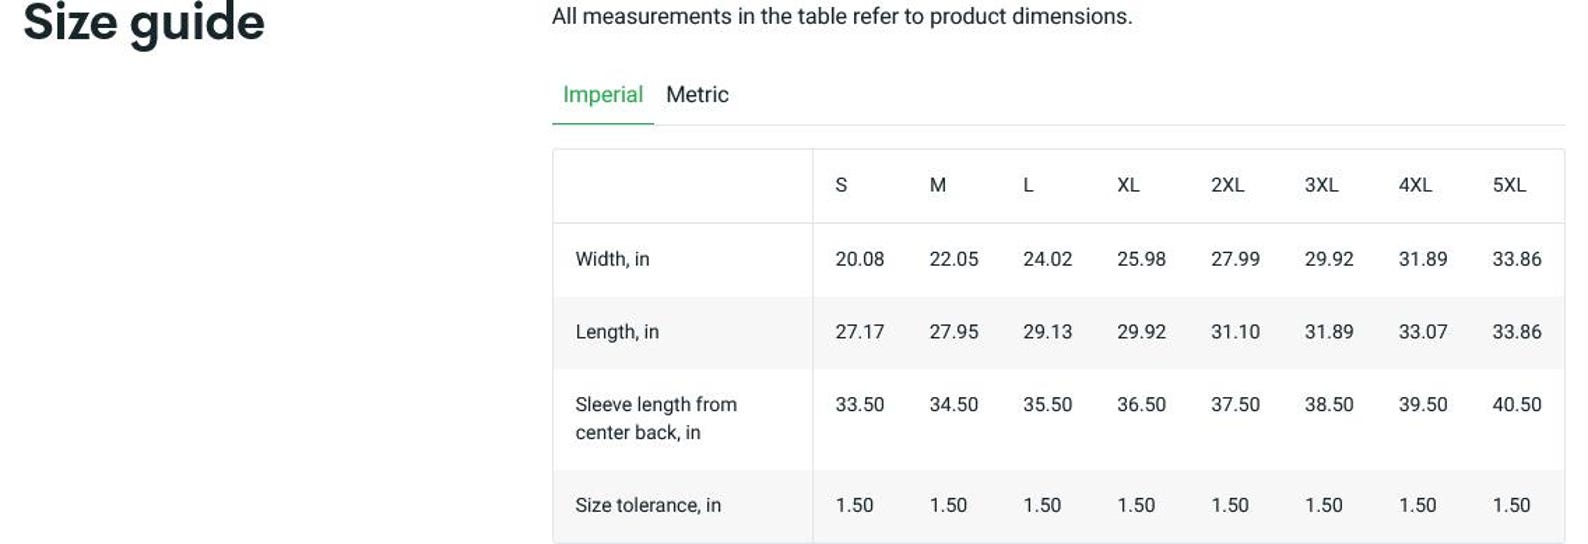 Size guide
All measurements in the table refer to product dimensions.
Imperial Metric
S M L XL 2XL 3XL 4XL 5XL
Width, in 20.08 22.05 24.02 25.98 27.99 29.92 31.89 33.86
Length, in 27.17 27.95 29.13 29.92 31.10 31.89 33.07 33.86
Sleeve length from 33.50 34.50 35.50 36.50 37.50 38.50 39.50 40.50
center back, in
Size tolerance, in 1.50 1.50 1.50 1.50 1.50 1.50 1.50 1.50